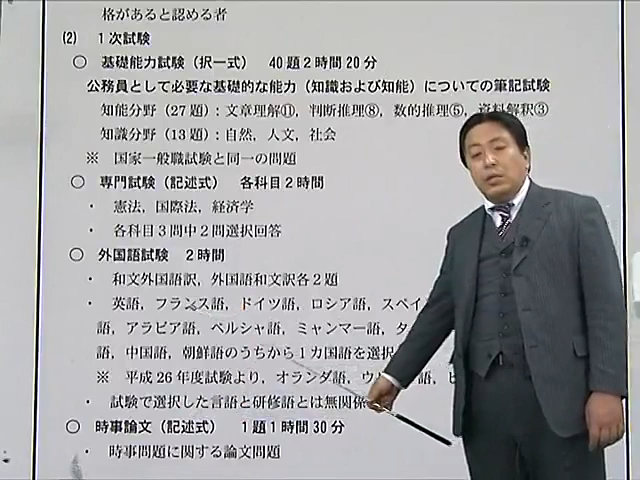 格があると認める者
(2) １次試験
○ 基礎能力試験（択一式） 40題２時間20分
公務員として必要な基礎的な能力（知識および知能）についての筆記試験
知能分野（27題）：文章理解⑪，判断推理⑧，数的推理⑤，資料解釈③
知識分野（13題）：自然，人文，社会
※ 国家一般職試験と同一の問題
○ 専門試験（記述式） 各科目２時間
・ 憲法，国際法，経済学
・ 各科目３問中２問選択回答
○ 外国語試験 ２時間
・ 和文外国語訳，外国語和文訳各２題
・ 英語，フランス語，ドイツ語，ロシア語，スペイ
語，アラビア語，ペルシャ語，ミャンマー語，タ
語，中国語，朝鮮語のうちから１カ国語を選択
※ 平成26年度試験より，オランダ語，ウ 語，ヒ
・ 試験で選択した言語と研修語とは無関係
○ 時事論文（記述式） １題１時間30分
・ 時事問題に関する論文問題